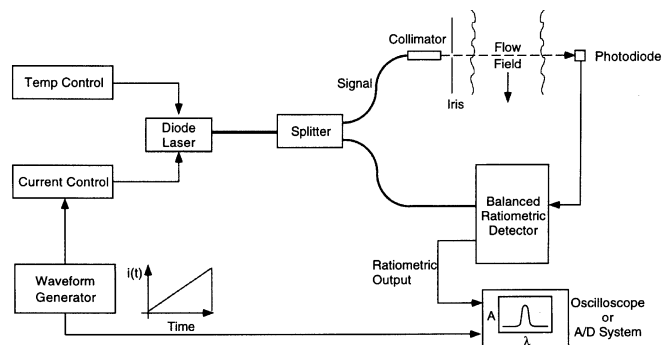 Collimator
Flow
Field
Photodiode
Temp Control
Signal
Iris
Diode
Laser
Splitter
Current Control
Balanced
Ratiometric
Detector
Waveform
Generator
i(t)
Time
Ratiometric
Output
A
λ
Oscilloscope
or
A/D System